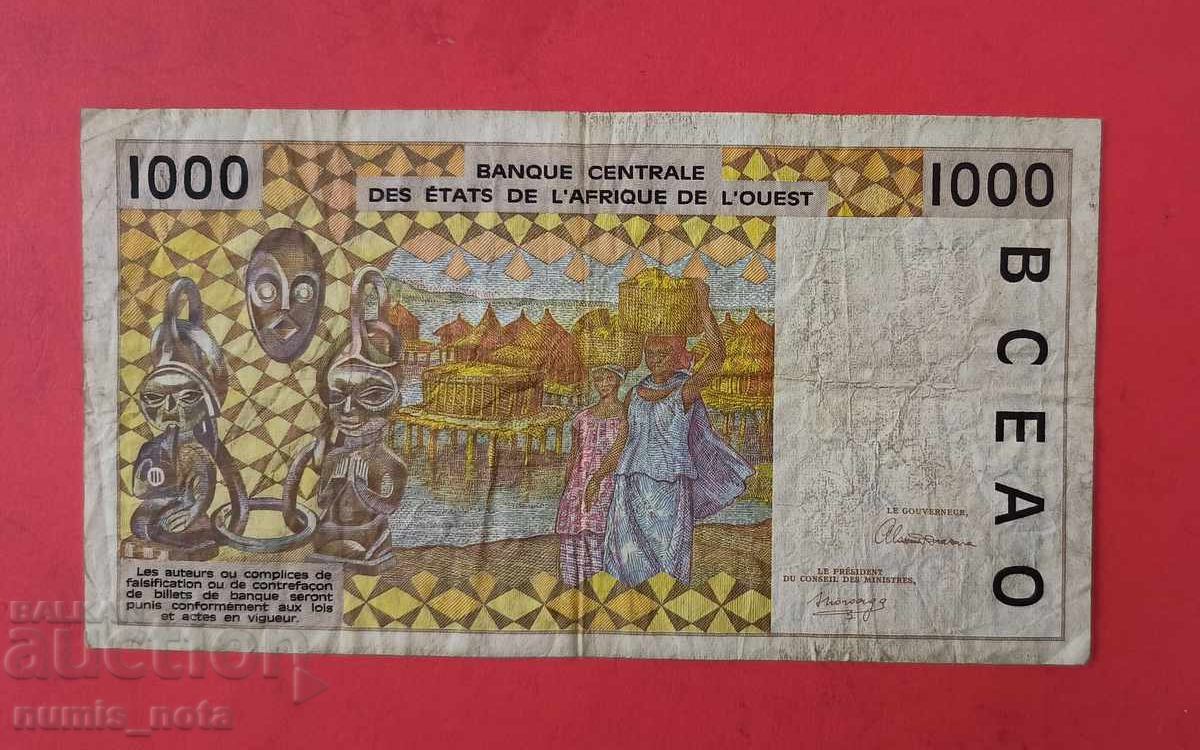 1000
BANQUE CENTRALE
DES ÉTATS DE L'AFRIQUE DE L'OUEST
1000
BCEAO
LE GOUVERNEUR,
LE PRÉSIDENT
DU CONSEIL DES MINISTRES,
Les auteurs ou complices de
falsification ou de contrefaçon
de billets de banque seront
punis conformément aux lois
et actes en vigueur.
BALKAN
auction
numis_nota